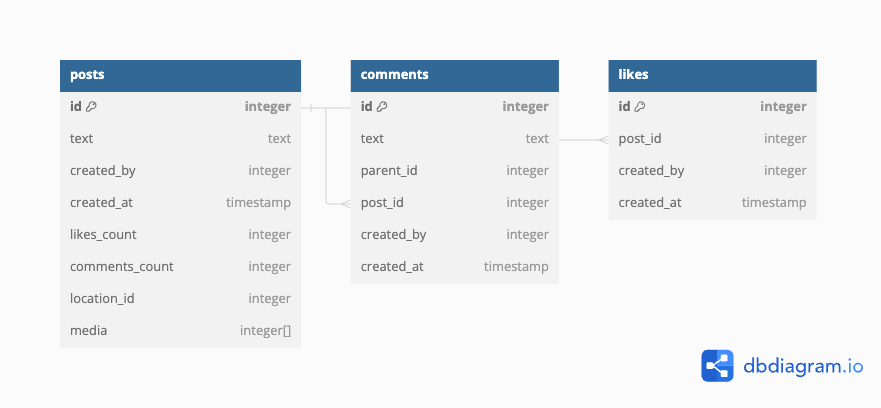 posts
id integer
text text
created_by integer
created_at timestamp
likes_count integer
comments_count integer
location_id integer
media integer[]
comments
id integer
text text
parent_id integer
post_id integer
created_by integer
created_at timestamp
likes
id integer
post_id integer
created_by integer
created_at timestamp
dbdiagram.io